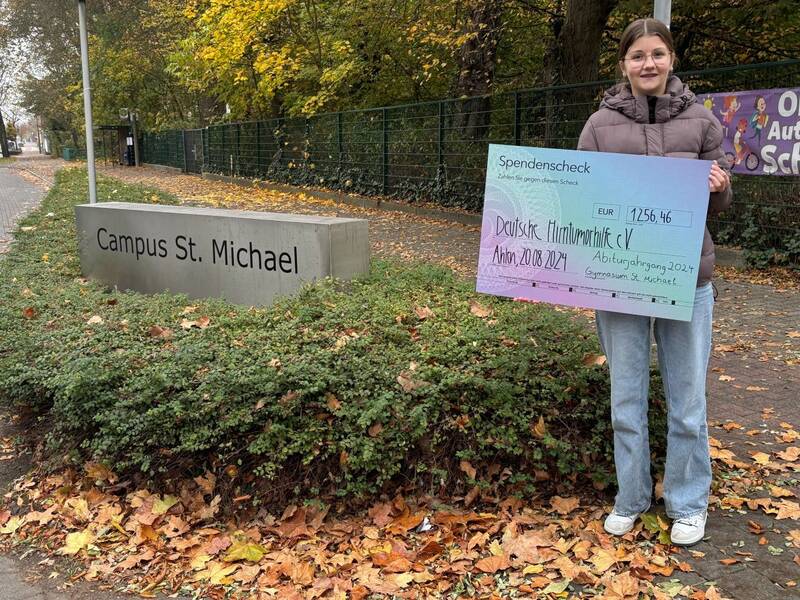 Campus St. Michael
Spendenscheck
Zahlen Sie gegen diesen Scheck
EUR 1256,46
Deutsche Hirntumorhilfe e.V.
Ahlen, 20.08.2024
Abiturjahrgang 2024
Gymnasium St. Michael